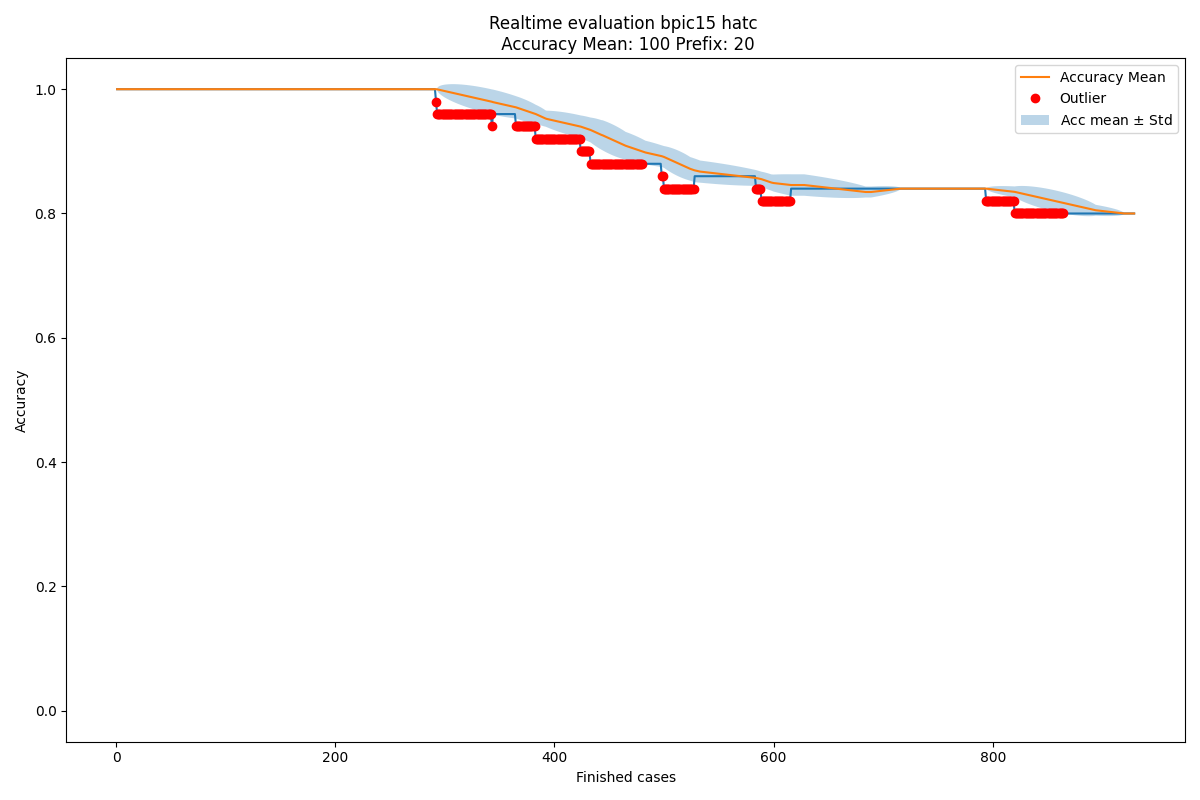 Realtime evaluation bpic15 hatc
Accuracy Mean: 100 Prefix: 20
Accuracy Mean
Outlier
Acc mean ± Std
1.0
0.8
0.6
0.4
0.2
0.0
Accuracy
0
200
400
600
800
Finished cases